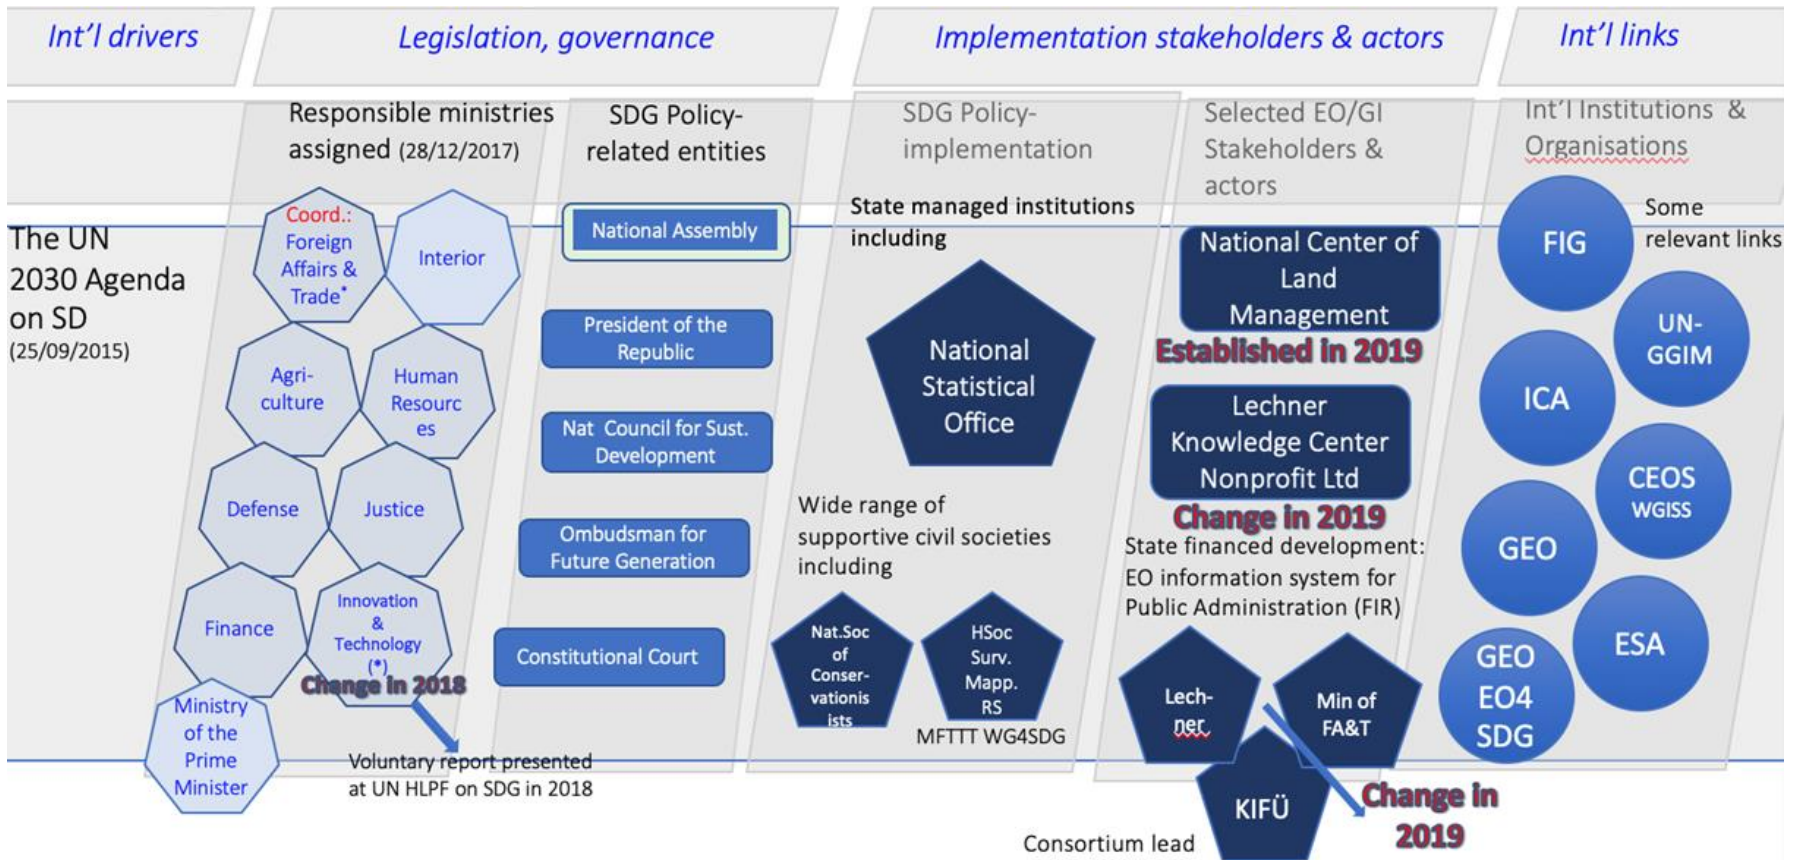 Int'l drivers
Legislation, governance
Implementation stakeholders & actors
Int'l links
Responsible ministries
assigned (28/12/2017)
SDG Policy-
related entities
SDG Policy-
implementation
Selected EO/GI
Stakeholders &
actors
Int'l Institutions &
Organisations
The UN
2030 Agenda
on SD
(25/09/2015)
Coord.:
Foreign
Affairs &
Trade*
Interior
Agri-
culture
Human
Resourc
es
Defense
Justice
Finance
Innovation
&
Technology
(*)
Change in 2018
Ministry
of the
Prime
Minister
Voluntary report presented
at UN HLPF on SDG in 2018
National Assembly
President of the
Republic
Nat Council for Sust.
Development
Ombudsman for
Future Generation
Constitutional Court
State managed institutions
including
National
Statistical
Office
Wide range of
supportive civil societies
including
Nat.Soc
of
Conser-
vationis
ists
HSoc
Surv.
Mapp.
RS
MFTTT WG4SDG
National Center of
Land
Management
Established in 2019
Lechner
Knowledge Center
Nonprofit Ltd
Change in 2019
State financed development:
EO information system for
Public Administration (FIR)
Lech-
ner
Min of
FA&T
KIFÜ
Consortium lead
Change in
2019
Some
relevant links
FIG
UN-
GGIM
ICA
CEOS
WGISS
GEO
ESA
GEO
EO4
SDG